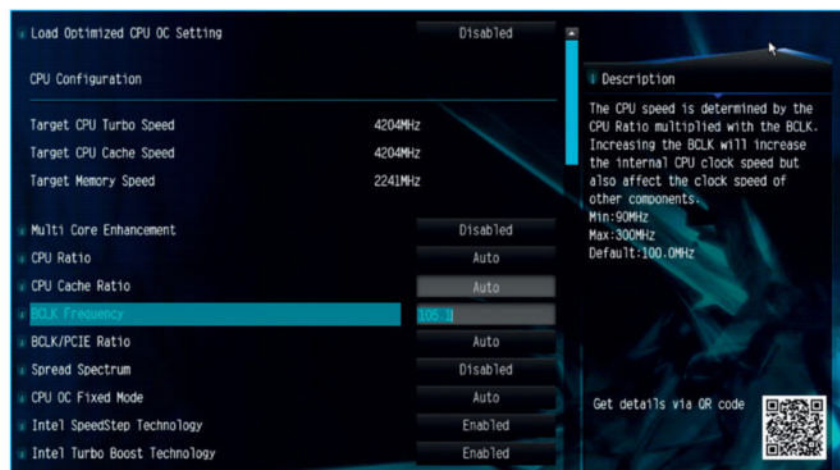 Load Optimized CPU OC Setting Disabled
CPU Configuration
Target CPU Turbo Speed 4204MHz
Target CPU Cache Speed 4204MHz
Target Memory Speed 2241MHz
Multi Core Enhancement Disabled
CPU Ratio Auto
CPU Cache Ratio Auto
BCLK Frequency 105.1
BCLK/PCIE Ratio Auto
Spread Spectrum Disabled
CPU OC Fixed Mode Auto
Intel SpeedStep Technology Enabled
Intel Turbo Boost Technology Enabled
Description
The CPU speed is determined by the
CPU Ratio multiplied with the BCLK.
Increasing the BCLK will increase
the internal CPU clock speed but
also affect the clock speed of
other components.
Min:90MHz
Max:300MHz
Default:100.0MHz
Get details via QR code